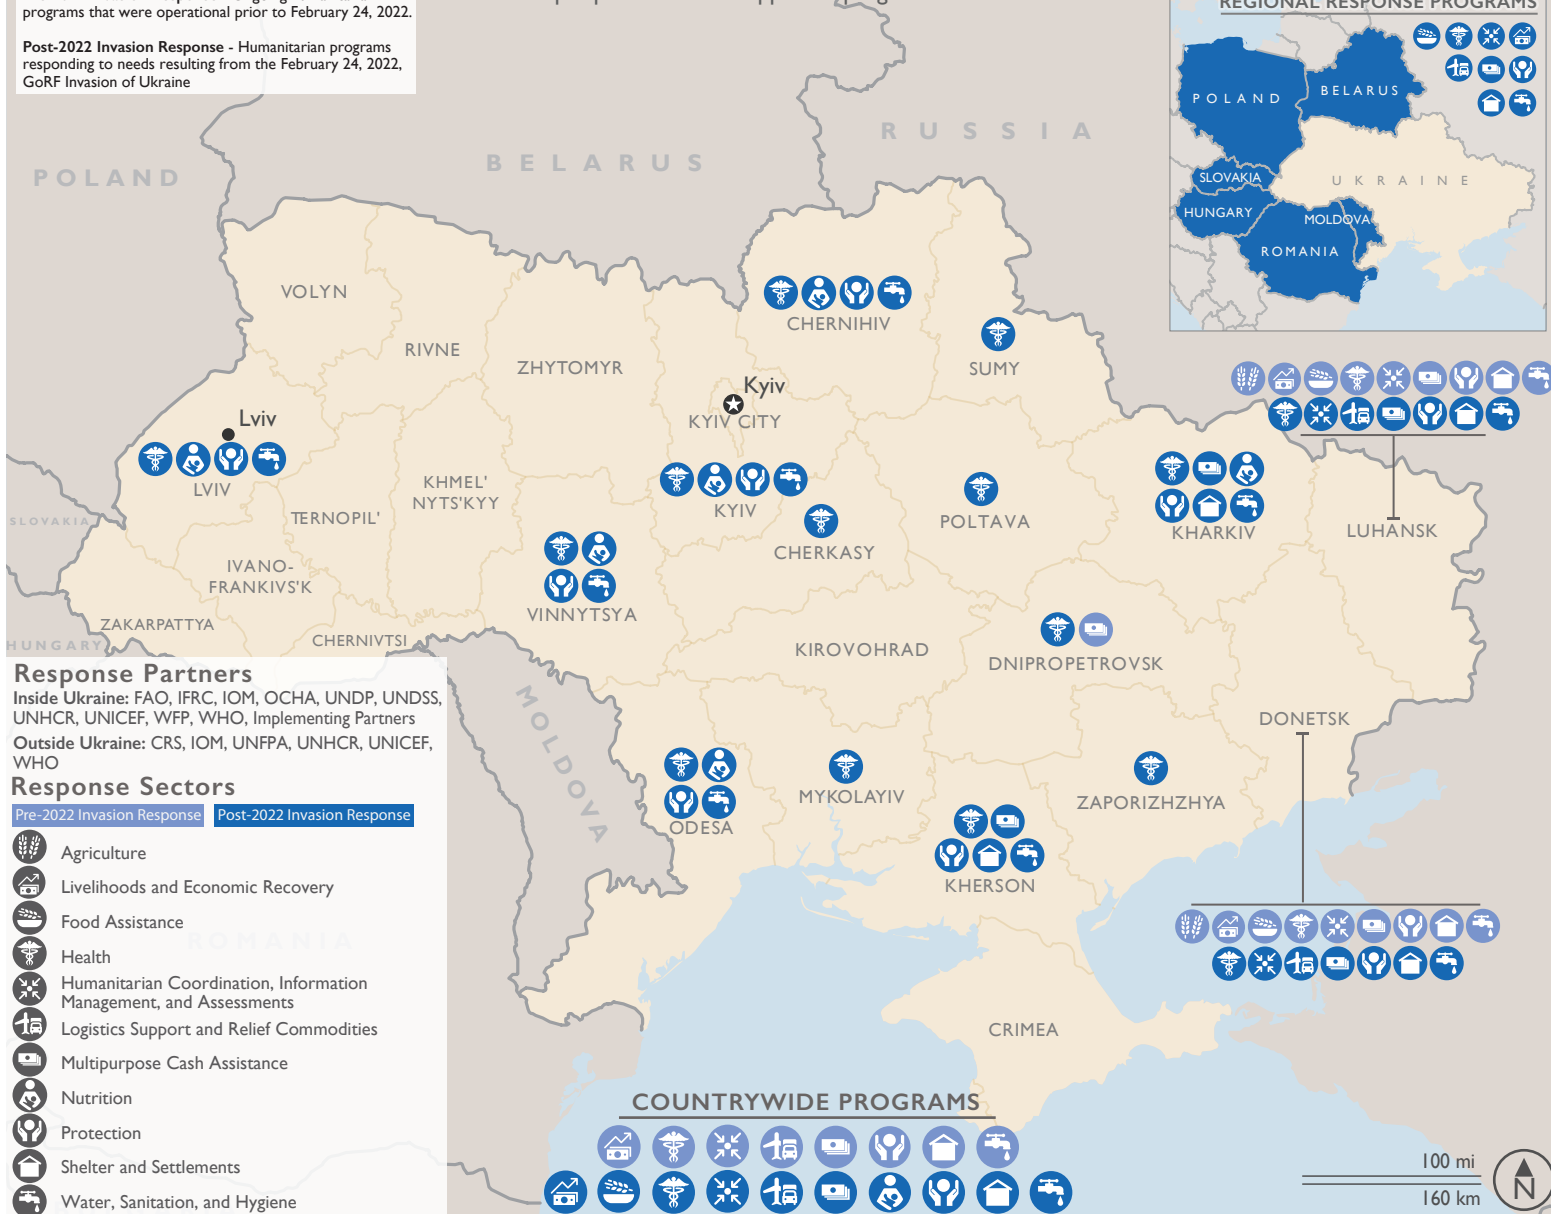 programs that were operational prior to February 24, 2022.
Post-2022 Invasion Response - Humanitarian programs
responding to needs resulting from the February 24, 2022,
GoRF Invasion of Ukraine
REGIONAL RESPONSE PROGRAMS
POLAND
BELARUS
SLOVAKIA
UKRAINE
HUNGARY
MOLDOVA
ROMANIA
RUSSIA
BELARUS
POLAND
VOLYN
RIVNE
ZHYTOMYR
CHERNIHIV
SUMY
Kyiv
KYIV CITY
Lviv
LVIV
KHMEL'
NYTS'KYY
TERNOPIL'
KYIV
CHERKASY
POLTAVA
KHARKIV
LUHANSK
SLOVAKIA
IVANO-
FRANKIVS'K
VINNYTSYA
ZAKARPATTYA
CHERNIVTSI
HUNGARY
KIROVOHRAD
DNIPROPETROVSK
DONETSK
MOLDOVA
ODESA
MYKOLAYIV
ZAPORIZHZHYA
KHERSON
CRIMEA
Response Partners
Inside Ukraine: FAO, IFRC, IOM, OCHA, UNDP, UNDSS,
UNHCR, UNICEF, WFP, WHO, Implementing Partners
Outside Ukraine: CRS, IOM, UNFPA, UNHCR, UNICEF,
WHO
Response Sectors
Pre-2022 Invasion Response Post-2022 Invasion Response
Agriculture
Livelihoods and Economic Recovery
Food Assistance
ROMANIA
Health
Humanitarian Coordination, Information
Management, and Assessments
Logistics Support and Relief Commodities
Multipurpose Cash Assistance
Nutrition
Protection
Shelter and Settlements
Water, Sanitation, and Hygiene
COUNTRYWIDE PROGRAMS
100 mi
160 km
N